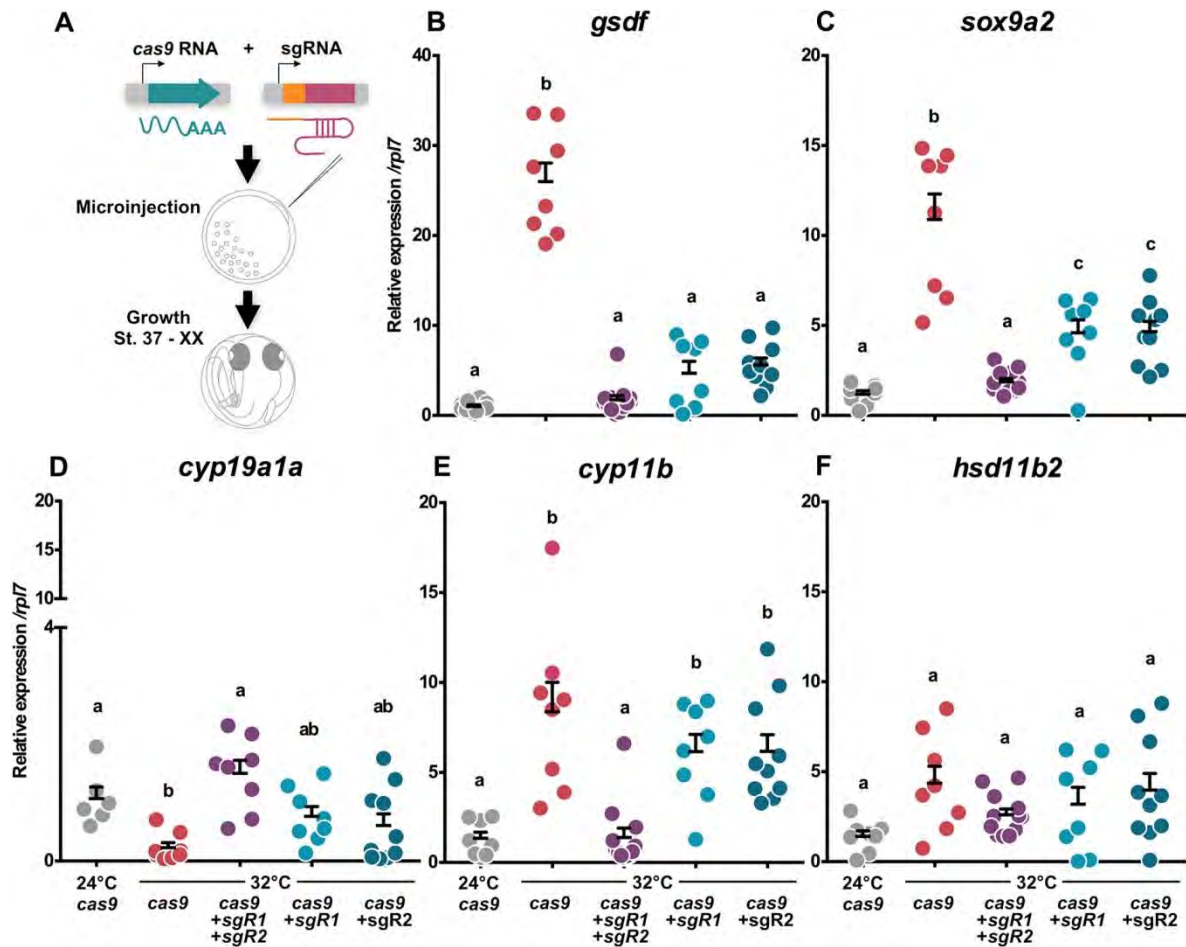 A
cas9 RNA + sgRNA
AAA
Microinjection
Growth
St. 37 - XX
B gsdf
Relative expression /rpl7
40
30
20
10
0
a
b
a
a
a
C sox9a2
20
15
10
5
0
a
b
a
c
c
D cyp19a1a
Relative expression /rpl7
20
15
10
4
0
a
b
a
ab
ab
24°C
32°C
cas9
cas9
cas9
+sgR1
+sgR2
cas9
+sgR1
cas9
+sgR2
E cyp11b
20
15
10
5
0
a
b
a
b
b
24°C
32°C
cas9
cas9
cas9
+sgR1
+sgR2
cas9
+sgR1
cas9
+sgR2
F hsd11b2
20
15
10
5
0
a
a
a
a
a
24°C
32°C
cas9
cas9
cas9
+sgR1
+sgR2
cas9
+sgR1
cas9
+sgR2